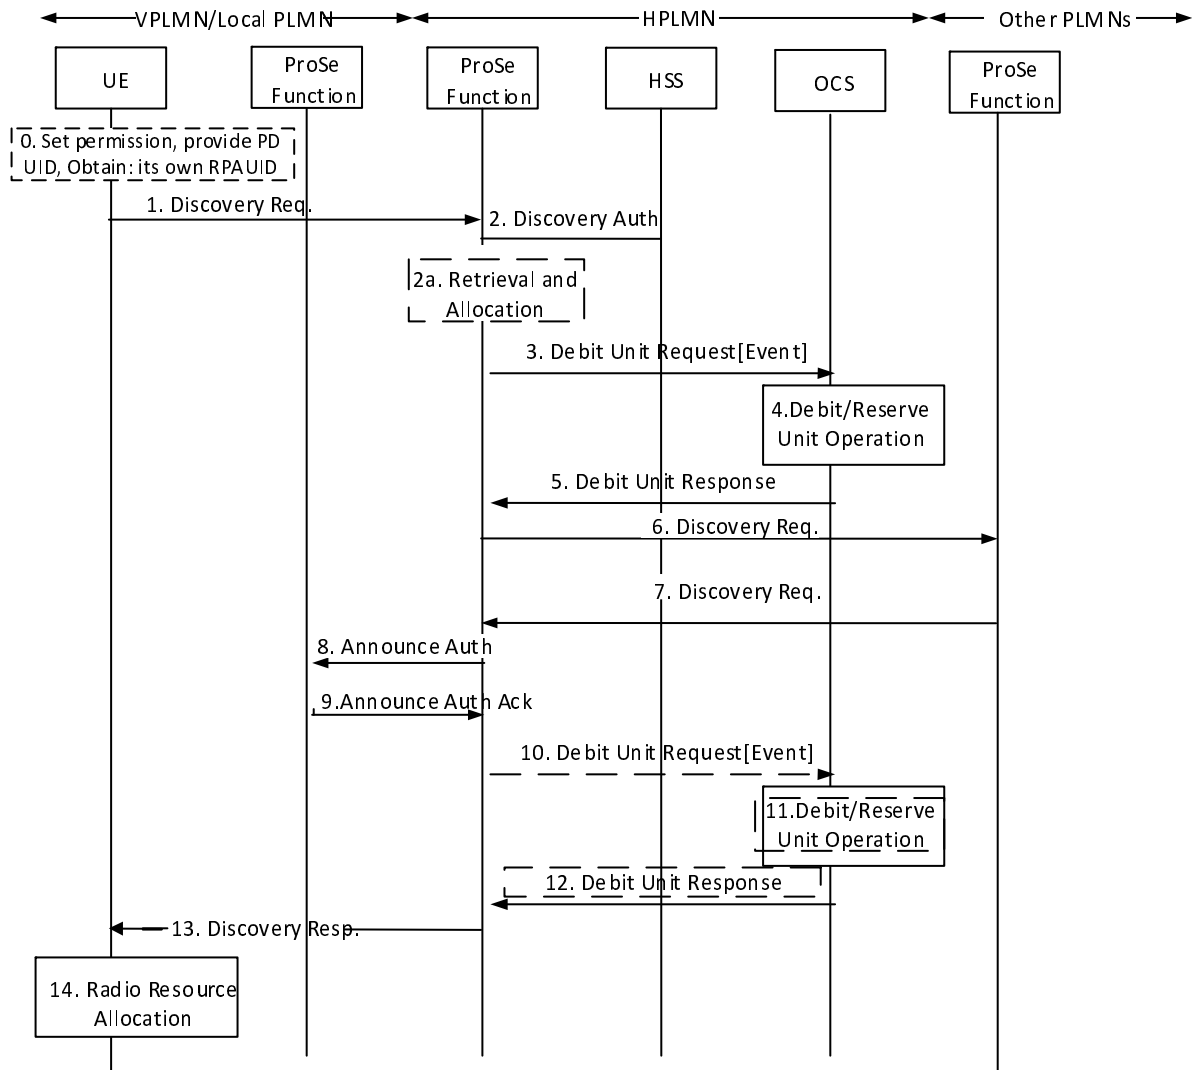 VPLMN/Local PLMN
HPLMN
Other PLMNs
UE
ProSe
Function
ProSe
Function
HSS
OCS
ProSe
Function
0. Set permission, provide PD
UID, Obtain: its own RPAUID
1. Discovery Req.
2. Discovery Auth
2a. Retrieval and
Allocation
3. Debit Unit Request[Event]
4.Debit/Reserve
Unit Operation
5. Debit Unit Response
6. Discovery Req.
7. Discovery Req.
8. Announce Auth
9.Announce Auth Ack
10. Debit Unit Request[Event]
11.Debit/Reserve
Unit Operation
12. Debit Unit Response
13. Discovery Resp.
14. Radio Resource
Allocation